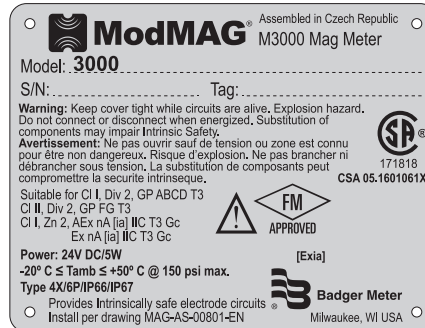 ModMAG® Assembled in Czech Republic
M3000 Mag Meter
Model: 3000
S/N: Tag:
Warning: Keep cover tight while circuits are alive. Explosion hazard.
Do not connect or disconnect when energized. Substitution of
components may impair Intrinsic Safety.
Avertissement: Ne pas ouvrir sauf de tension ou zone est connu
pour être non dangereux. Risque d'explosion. Ne pas brancher ni
débrancher sous tension. La substitution de composants peut
compromettre la securite intrinseque.
SA
171818
CSA 05.1601061X
Suitable for Cl I, Div 2, GP ABCD T3
Cl II, Div 2, GP FG T3
Cl I, Zn 2, AEx nA [ia] IIC T3 Gc
Ex nA [ia] IIC T3 Gc
FM
APPROVED
Power: 24V DC/5W
[Exia]
-20º C ≤ Tamb ≤ +50º C @ 150 psi max.
Type 4X/6P/IP66/IP67
Provides Intrinsically safe electrode circuits
Install per drawing MAG-AS-00801-EN
® Badger Meter
Milwaukee, WI USA